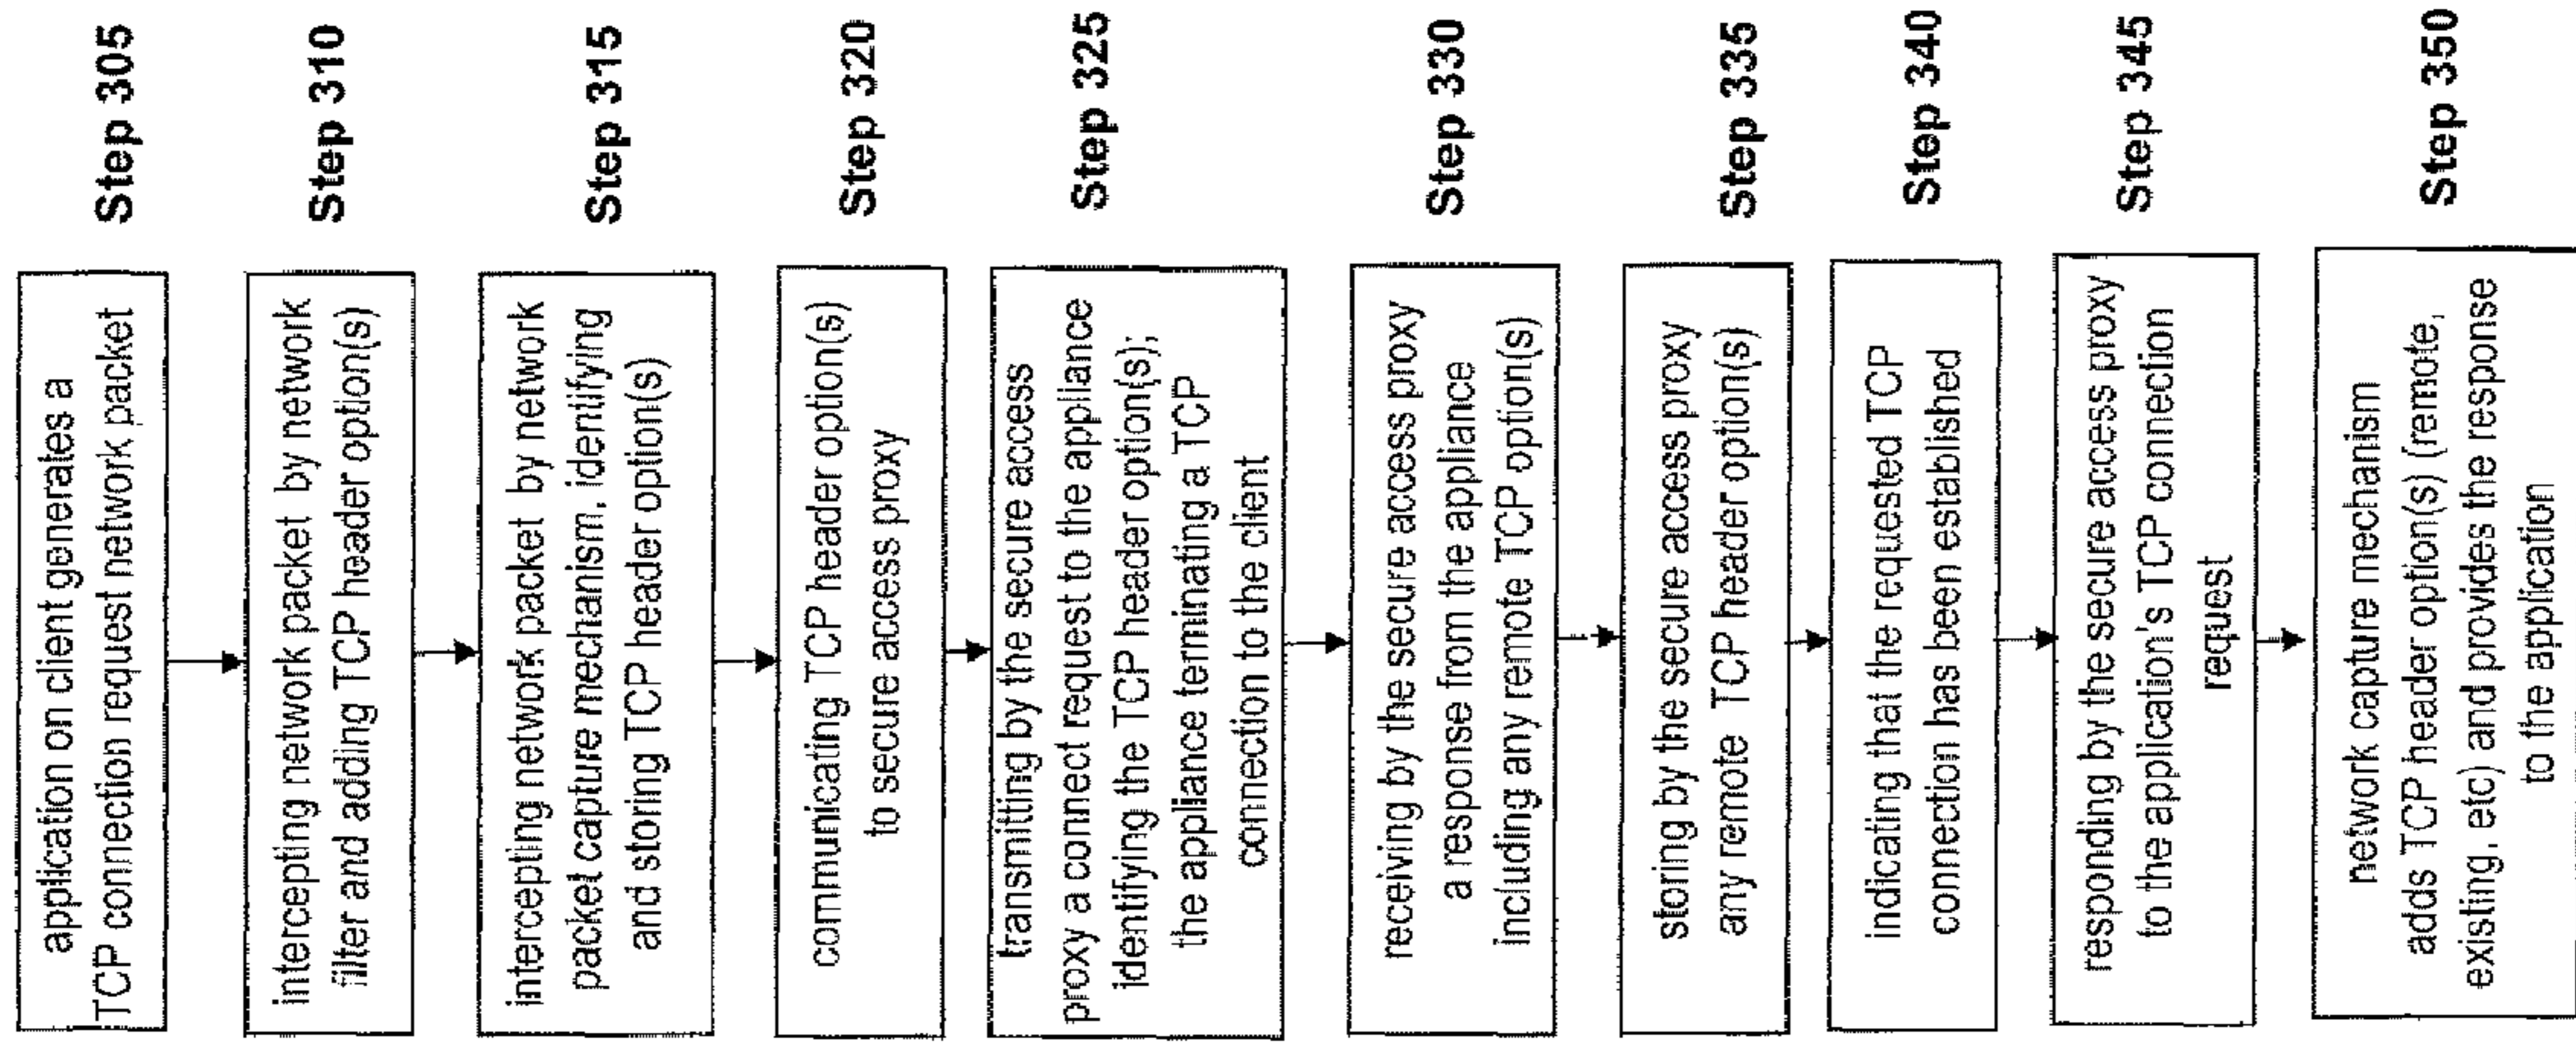 application on client generates a
TCP connection request network packet
Step 305
intercepting network packet by network
filter and adding TCP header option(s)
Step 310
intercepting network packet by network
packet capture mechanism, identifying
and storing TCP header option(s)
Step 315
communicating TCP header option(s)
to secure access proxy
Step 320
transmitting by the secure access
proxy a connect request to the appliance
identifying the TCP header option(s);
the appliance terminating a TCP
connection to the client
Step 325
receiving by the secure access proxy
a response from the appliance
including any remote TCP option(s)
Step 330
storing by the secure access proxy
any remote TCP header option(s)
Step 335
indicating that the requested TCP
connection has been established
Step 340
responding by the secure access proxy
to the application's TCP connection
request
Step 345
network capture mechanism
adds TCP header option(s) (remote,
existing, etc) and provides the response
to the application
Step 350